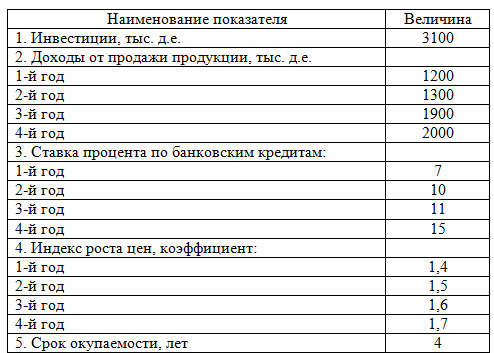 Наименование показателя Величина
1. Инвестиции, тыс. д.е. 3100
2. Доходы от продажи продукции, тыс. д.е.
1-й год 1200
2-й год 1300
3-й год 1900
4-й год 2000
3. Ставка процента по банковским кредитам:
1-й год 7
2-й год 10
3-й год 11
4-й год 15
4. Индекс роста цен, коэффициент:
1-й год 1,4
2-й год 1,5
3-й год 1,6
4-й год 1,7
5. Срок окупаемости, лет 4